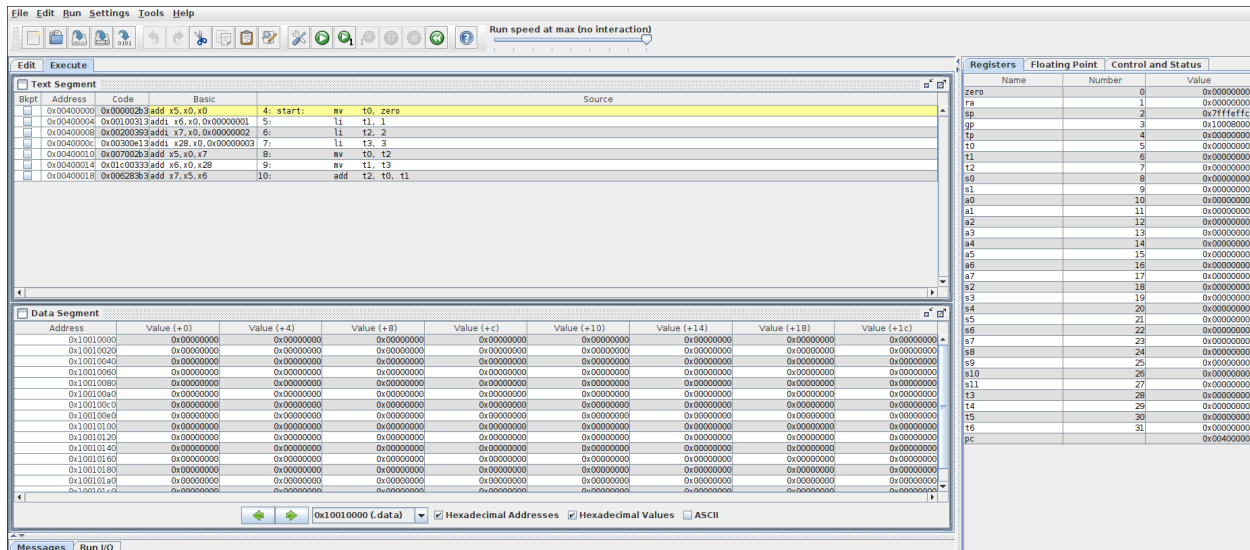 File Edit Run Settings Tools Help
Run speed at max (no interaction)
Edit Execute
Text Segment
Bkpt Address Code Basic Source
0x00400000 0x000002b3 add x5,x0,x0 4: start: mv t0, zero
0x00400004 0x00100313 addi x6,x0,0x00000001 5: li t1, 1
0x00400008 0x00200393 addi x7,x0,0x00000002 6: li t2, 2
0x0040000c 0x00300e13 addi x28,x0,0x00000003 7: li t3, 3
0x00400010 0x007002b3 add x5,x0,x7 8: mv t0, t2
0x00400014 0x01c00333 add x6,x0,x28 9: mv t1, t3
0x00400018 0x006283b3 add x7,x5,x6 10: add t2, t0, t1
Data Segment
Address Value (+0) Value (+4) Value (+8) Value (+c) Value (+10) Value (+14) Value (+18) Value (+1c)
0x10010000 0x00000000 0x00000000 0x00000000 0x00000000 0x00000000 0x00000000 0x00000000 0x00000000
0x10010020 0x00000000 0x00000000 0x00000000 0x00000000 0x00000000 0x00000000 0x00000000 0x00000000
0x10010040 0x00000000 0x00000000 0x00000000 0x00000000 0x00000000 0x00000000 0x00000000 0x00000000
0x10010060 0x00000000 0x00000000 0x00000000 0x00000000 0x00000000 0x00000000 0x00000000 0x00000000
0x10010080 0x00000000 0x00000000 0x00000000 0x00000000 0x00000000 0x00000000 0x00000000 0x00000000
0x100100a0 0x00000000 0x00000000 0x00000000 0x00000000 0x00000000 0x00000000 0x00000000 0x00000000
0x100100c0 0x00000000 0x00000000 0x00000000 0x00000000 0x00000000 0x00000000 0x00000000 0x00000000
0x100100e0 0x00000000 0x00000000 0x00000000 0x00000000 0x00000000 0x00000000 0x00000000 0x00000000
0x10010100 0x00000000 0x00000000 0x00000000 0x00000000 0x00000000 0x00000000 0x00000000 0x00000000
0x10010120 0x00000000 0x00000000 0x00000000 0x00000000 0x00000000 0x00000000 0x00000000 0x00000000
0x10010140 0x00000000 0x00000000 0x00000000 0x00000000 0x00000000 0x00000000 0x00000000 0x00000000
0x10010160 0x00000000 0x00000000 0x00000000 0x00000000 0x00000000 0x00000000 0x00000000 0x00000000
0x10010180 0x00000000 0x00000000 0x00000000 0x00000000 0x00000000 0x00000000 0x00000000 0x00000000
0x100101a0 0x00000000 0x00000000 0x00000000 0x00000000 0x00000000 0x00000000 0x00000000 0x00000000
0x100101c0 0x00000000 0x00000000 0x00000000 0x00000000 0x00000000 0x00000000 0x00000000 0x00000000
0x10010000 (.data) Hexadecimal Addresses Hexadecimal Values ASCII
Messages Run I/O
Registers Floating Point Control and Status
Name Number Value
zero 0 0x00000000
ra 1 0x00000000
sp 2 0x7fffeffc
gp 3 0x10008000
tp 4 0x00000000
t0 5 0x00000000
t1 6 0x00000000
t2 7 0x00000000
s0 8 0x00000000
s1 9 0x00000000
a0 10 0x00000000
a1 11 0x00000000
a2 12 0x00000000
a3 13 0x00000000
a4 14 0x00000000
a5 15 0x00000000
a6 16 0x00000000
a7 17 0x00000000
s2 18 0x00000000
s3 19 0x00000000
s4 20 0x00000000
s5 21 0x00000000
s6 22 0x00000000
s7 23 0x00000000
s8 24 0x00000000
s9 25 0x00000000
s10 26 0x00000000
s11 27 0x00000000
t3 28 0x00000000
t4 29 0x00000000
t5 30 0x00000000
t6 31 0x00000000
pc 0x00400000